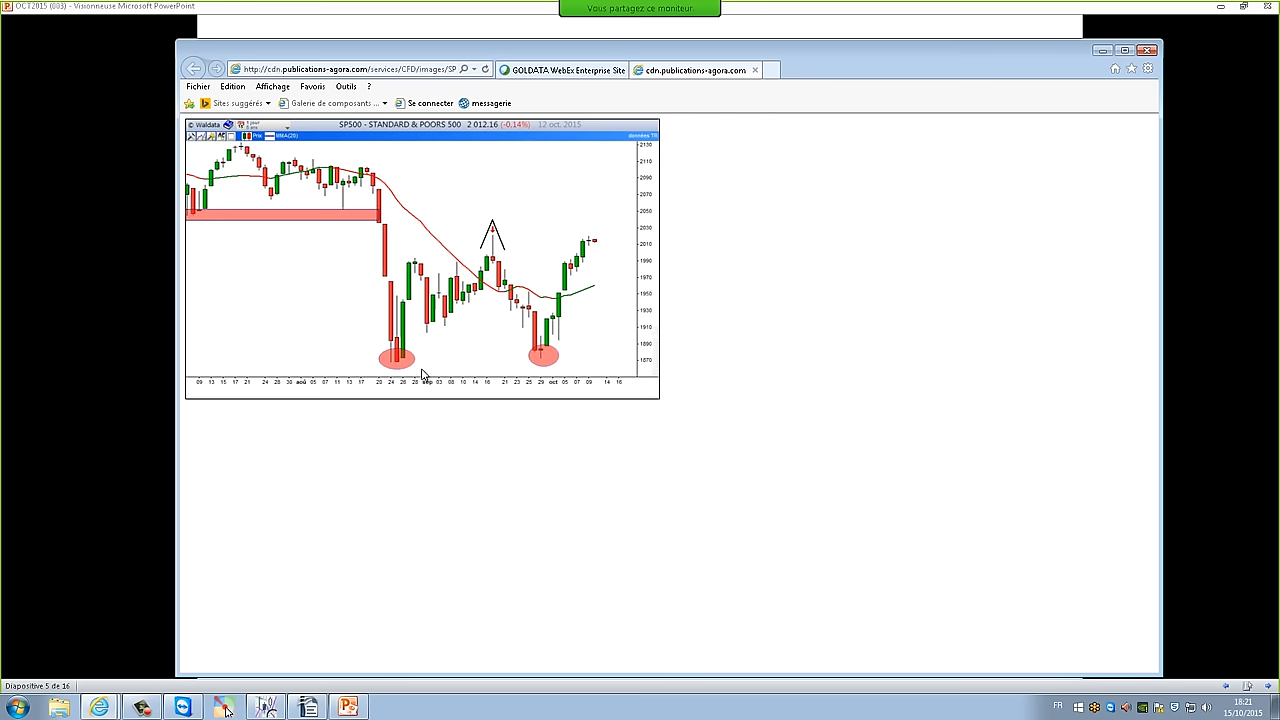 OCT2015 (003) - Visionneuse Microsoft PowerPoint
Vous partagez ce moniteur.
http://cdn.publications-agora.com/services/CFD/images/SP
GOLDATA WebEx Enterprise Site
cdn.publications-agora.com
Fichier Edition Affichage Favoris Outils ?
Sites suggérés
Galerie de composants ...
Se connecter
messagerie
© Waldata
SP500 - STANDARD & POORS 500 2 012.16 (-0,14%) 12 oct. 2015
Prix
MMA(20)
données TR
2130
2110
2090
2070
2050
2030
2010
1990
1970
1950
1930
1910
1890
1870
09 13 15 17 21 24 28 30 aoû 05 07 11 13 17 20 24 26 28 sep 03 08 10 14 16 21 23 25 29 oct 05 07 09 14 16
Diapositive 5 de 16
FR
18:21
15/10/2015